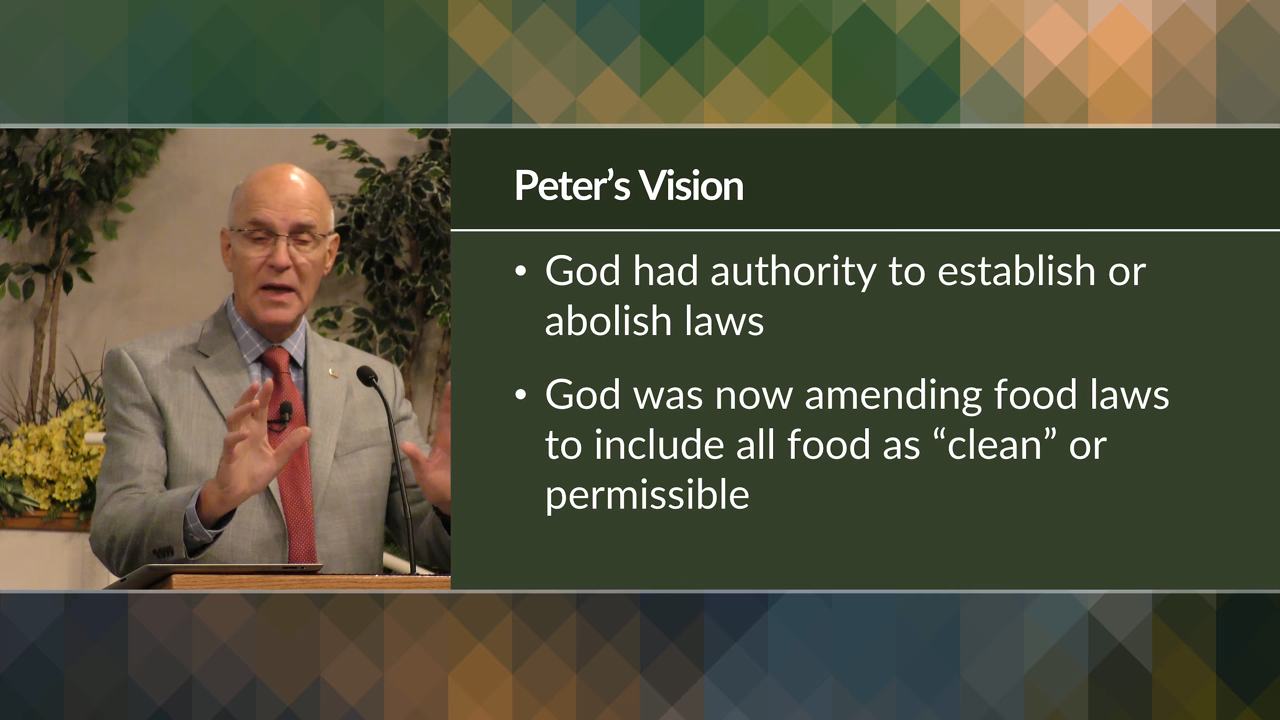 Peter’s Vision
• God had authority to establish or
abolish laws
• God was now amending food laws
to include all food as “clean” or
permissible